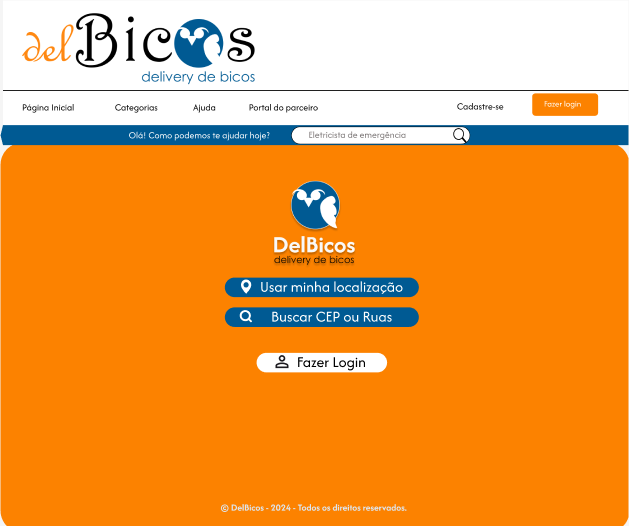 delBicos
delivery de bicos
Página Inicial Categorias Ajuda Portal do parceiro Cadastre-se Fazer login
Olá! Como podemos te ajudar hoje? Eletricista de emergência
DelBicos
delivery de bicos
Usar minha localização
Buscar CEP ou Ruas
Fazer Login
© DelBicos - 2024 - Todos os direitos reservados.